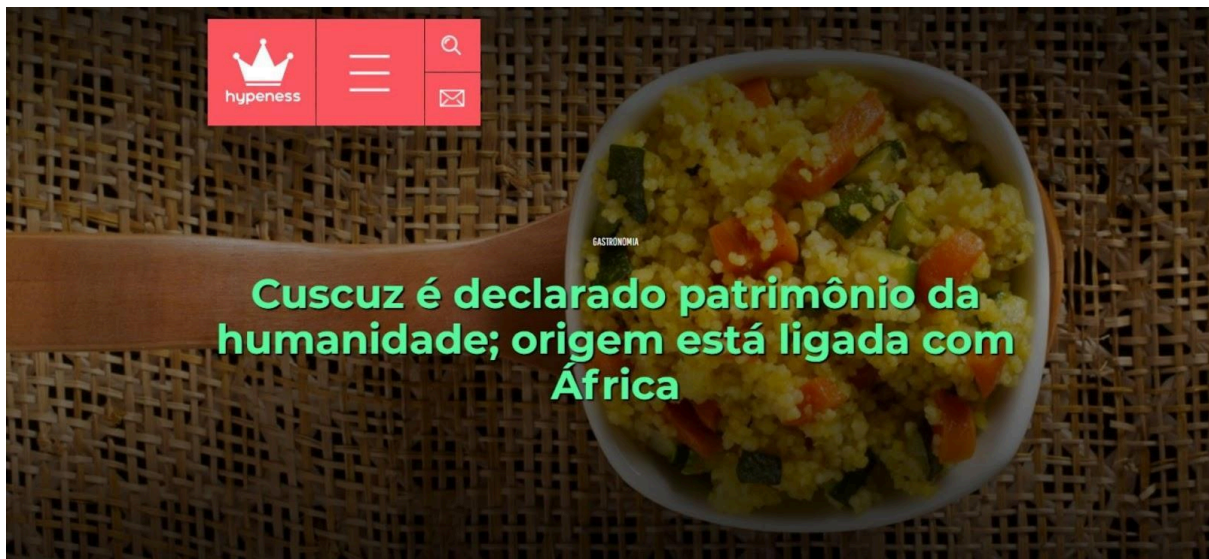 hypeness
GASTRONOMIA
Cuscuz é declarado patrimônio da
humanidade; origem está ligada com
África